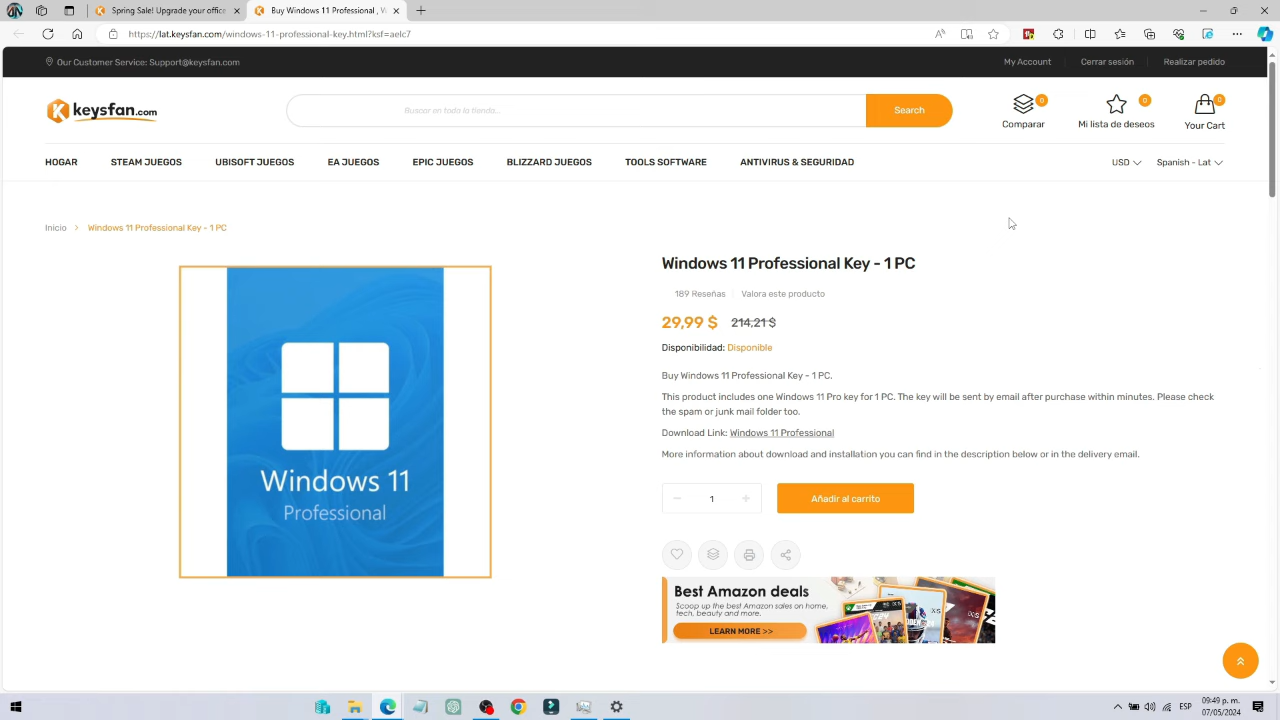 Spring Sale! Upgrade your office
Buy Windows 11 Professional, W
https://lat.keysfan.com/windows-11-professional-key.html?ksf=aelc7
Our Customer Service: Support@keysfan.com
My Account
Cerrar sesión
Realizar pedido
keysfan.com
Buscar en toda la tienda...
Search
0
0
0
Comparar
Mi lista de deseos
Your Cart
HOGAR
STEAM JUEGOS
UBISOFT JUEGOS
EA JUEGOS
EPIC JUEGOS
BLIZZARD JUEGOS
TOOLS SOFTWARE
ANTIVIRUS & SEGURIDAD
USD
Spanish - Lat
Inicio
Windows 11 Professional Key - 1 PC
Windows 11
Professional
Windows 11 Professional Key - 1 PC
189 Reseñas
Valora este producto
29,99 $ 214,21 $
Disponibilidad: Disponible
Buy Windows 11 Professional Key - 1 PC.
This product includes one Windows 11 Pro key for 1 PC. The key will be sent by email after purchase within minutes. Please check
the spam or junk mail folder too.
Download Link: Windows 11 Professional
More information about download and installation you can find in the description below or in the delivery email.
1
Añadir al carrito
Best Amazon deals
Scoop up the best Amazon sales on home,
tech, beauty and more.
LEARN MORE >>
ESP
09:49 p. m.
07/05/2024